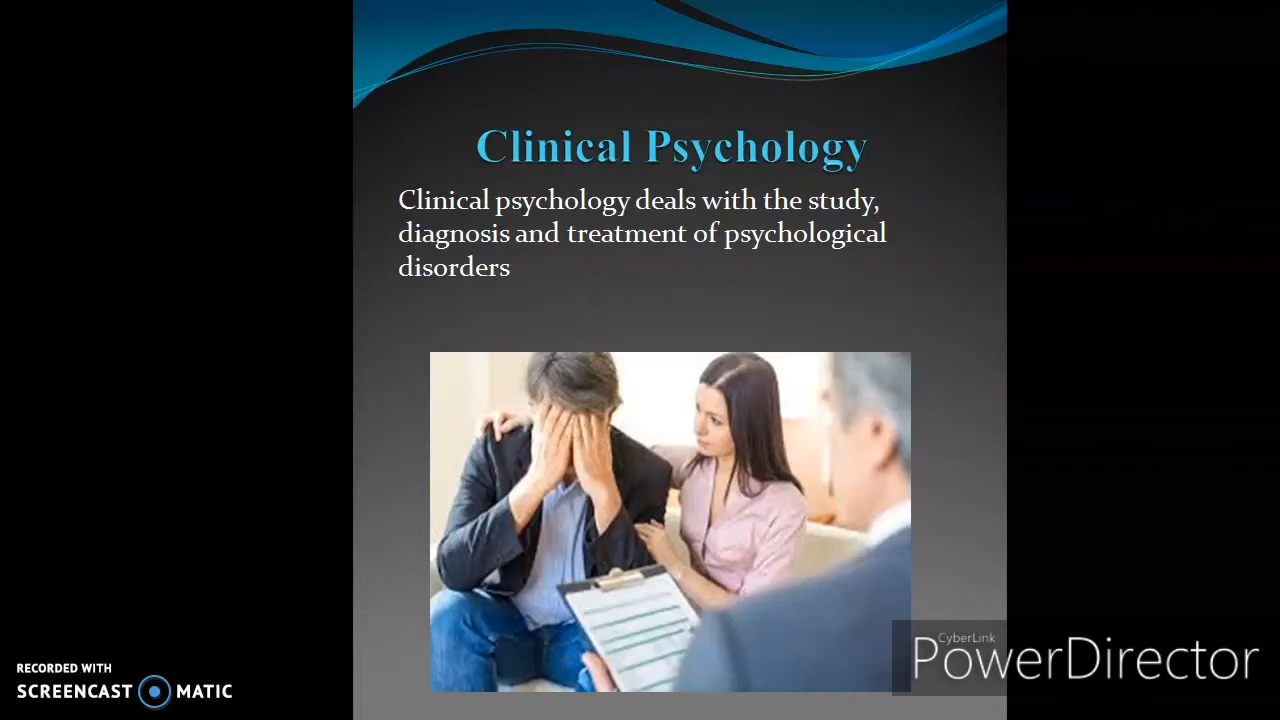 Clinical Psychology
Clinical psychology deals with the study,
diagnosis and treatment of psychological
disorders
RECORDED WITH
SCREENCAST MATIC
CyberLink
PowerDirector